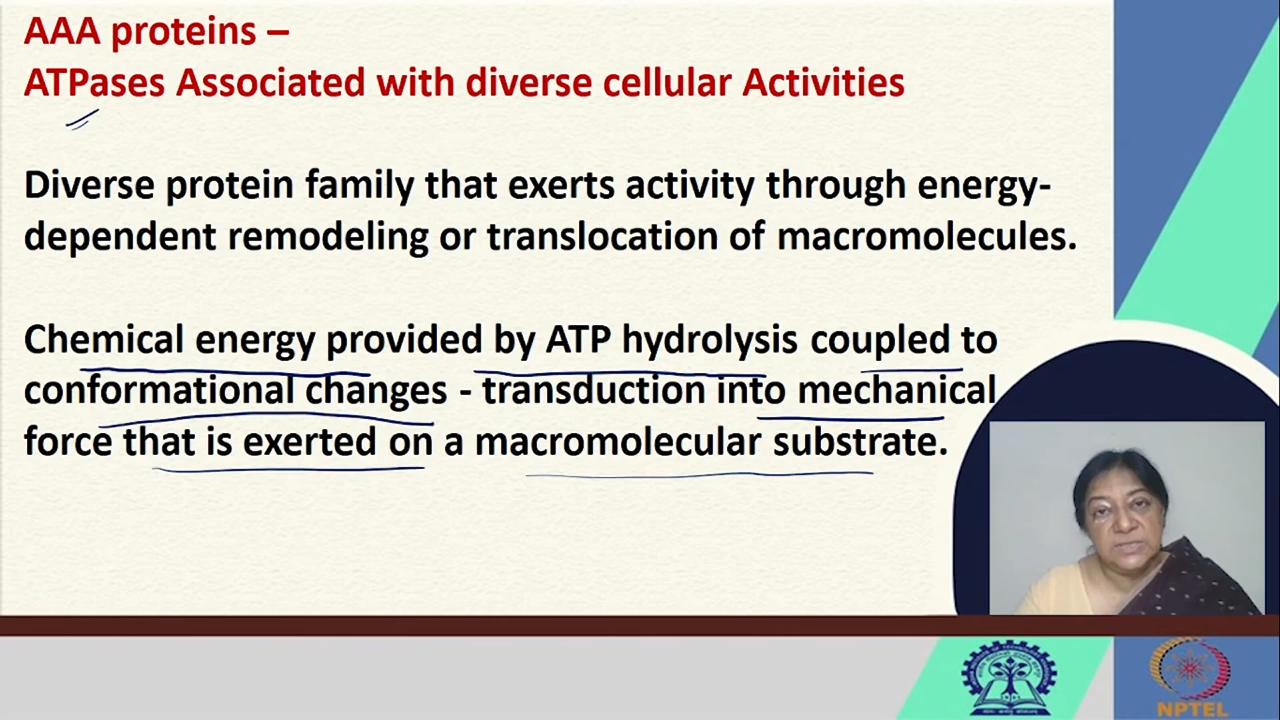 AAA proteins –
ATPases Associated with diverse cellular Activities
Diverse protein family that exerts activity through energy-
dependent remodeling or translocation of macromolecules.
Chemical energy provided by ATP hydrolysis coupled to
conformational changes - transduction into mechanical
force that is exerted on a macromolecular substrate.
NPTEL